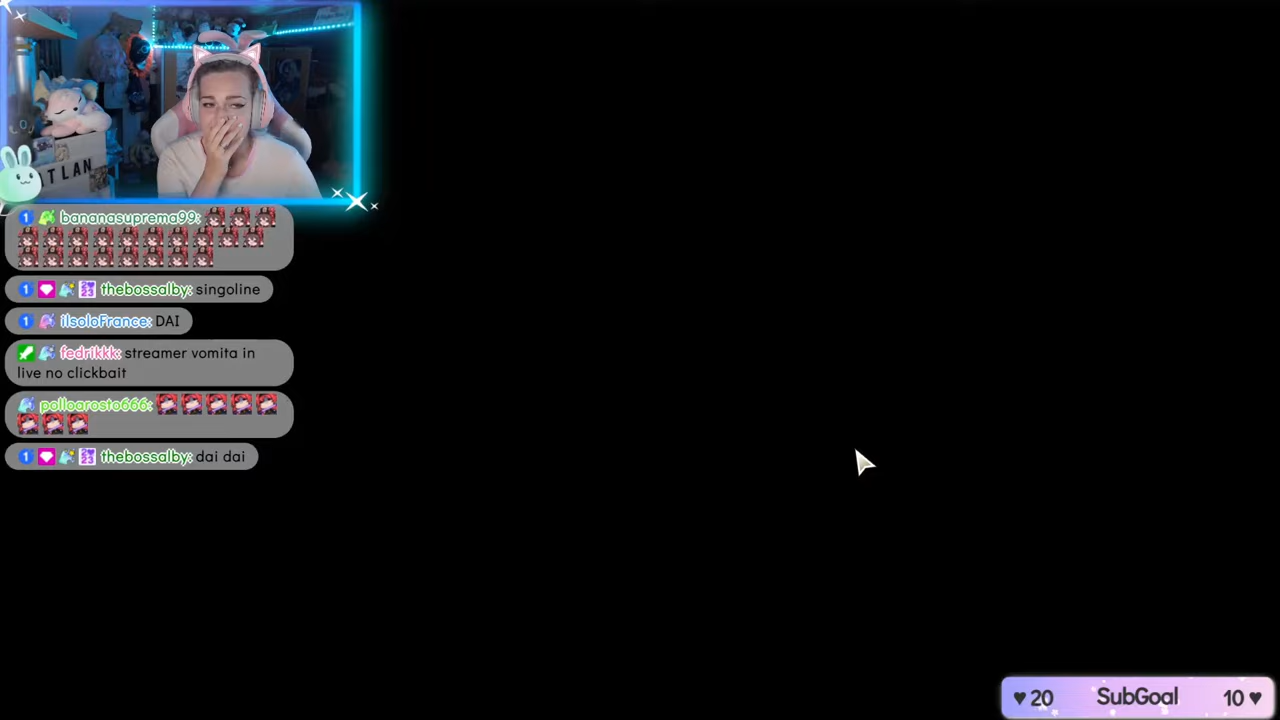 TLAN
bananasuprema99:
thebossalby: singoline
ilsoloFrance: DAI
fedrikkk: streamer vomita in
live no clickbait
polloarosto666:
thebossalby: dai dai
♥ 20 SubGoal 10 ♥